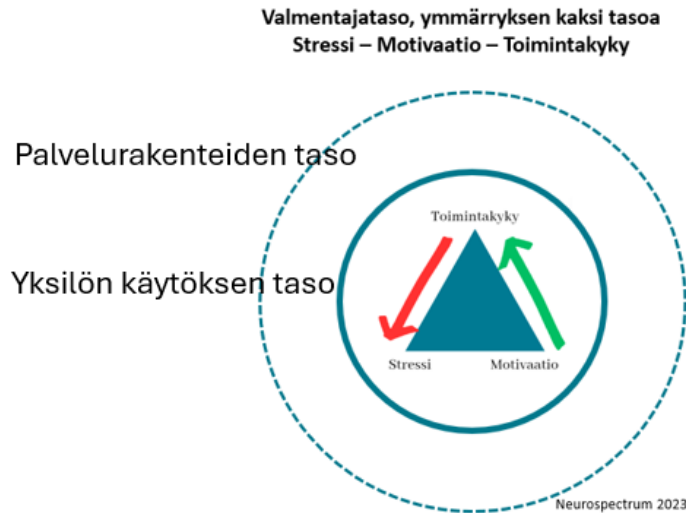 Valmentajataso, ymmärryksen kaksi tasoa
Stressi – Motivaatio – Toimintakyky
Palvelurakenteiden taso
Toimintakyky
Yksilön käytöksen taso
Stressi
Motivaatio
Neurospectrum 2023